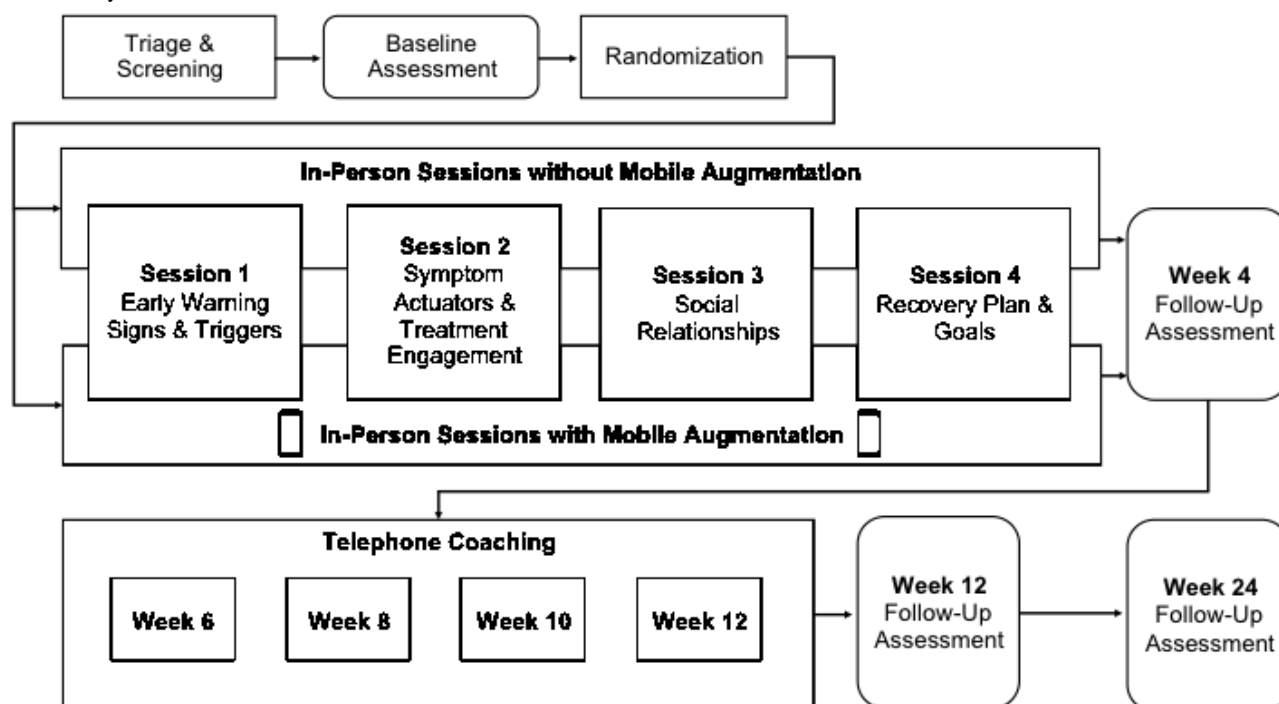 Triage &
Screening
Baseline
Assessment
Randomization
In-Person Sessions without Mobile Augmentation
Session 1
Early Warning
Signs & Triggers
Session 2
Symptom
Actuators &
Treatment
Engagement
Session 3
Social
Relationships
Session 4
Recovery Plan &
Goals
Week 4
Follow-Up
Assessment
In-Person Sessions with Mobile Augmentation
Telephone Coaching
Week 6
Week 8
Week 10
Week 12
Week 12
Follow-Up
Assessment
Week 24
Follow-Up
Assessment